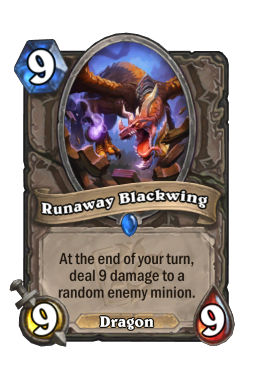 9
Runaway Blackwing
At the end of your turn,
deal 9 damage to a
random enemy minion.
9 Dragon 9